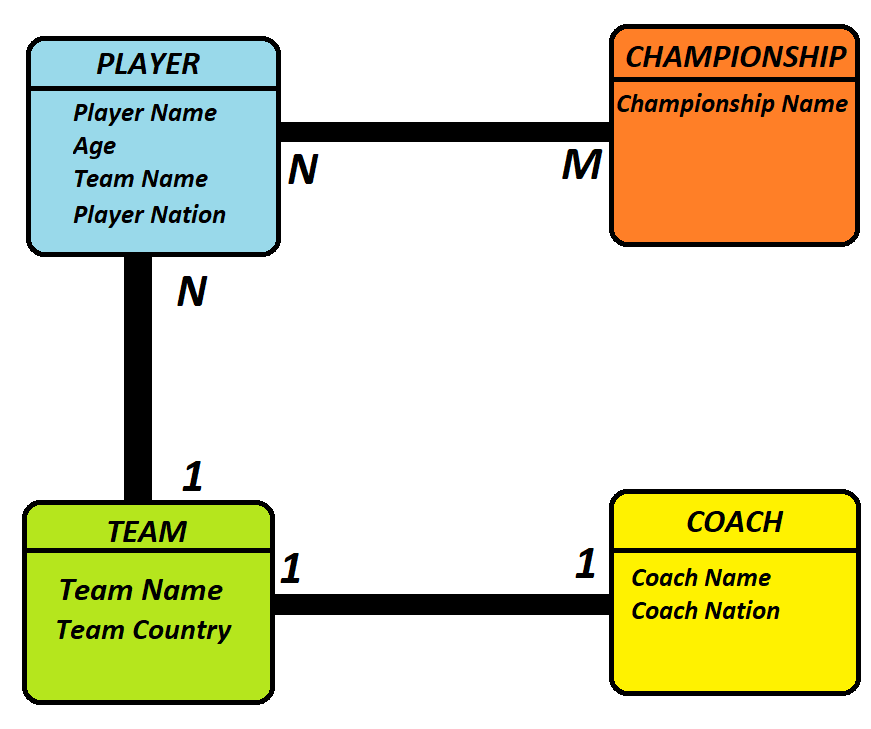 PLAYER
Player Name
Age
Team Name
Player Nation
CHAMPIONSHIP
Championship Name
N
M
N
1
TEAM
Team Name
Team Country
1
1
COACH
Coach Name
Coach Nation